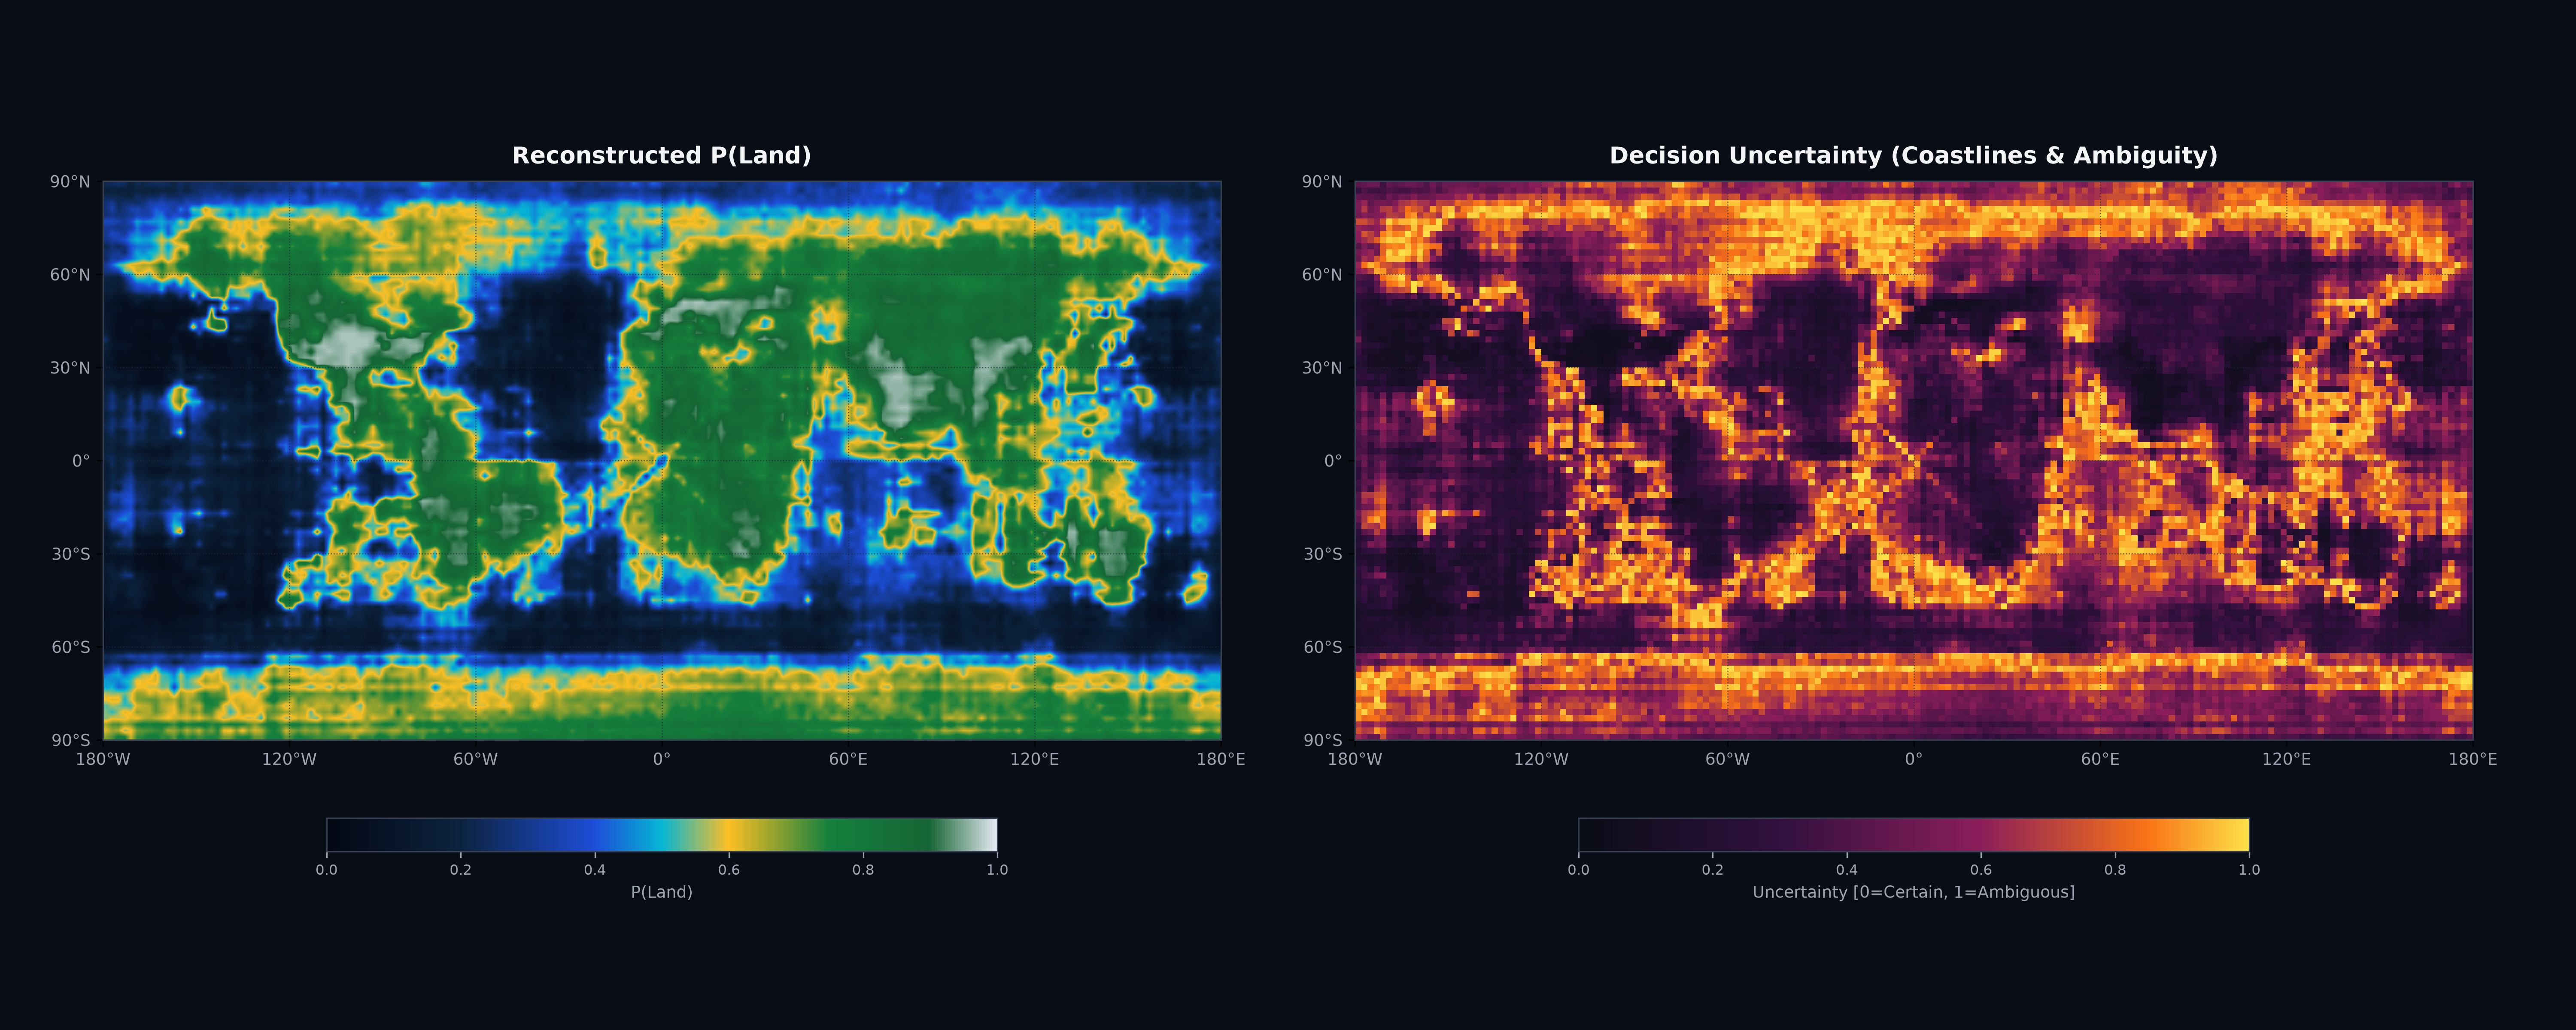 Reconstructed P(Land)
90°N
60°N
30°N
0°
30°S
60°S
90°S
180°W 120°W 60°W 0° 60°E 120°E 180°E
0.0 0.2 0.4 0.6 0.8 1.0
P(Land)
Decision Uncertainty (Coastlines & Ambiguity)
90°N
60°N
30°N
0°
30°S
60°S
90°S
180°W 120°W 60°W 0° 60°E 120°E 180°E
0.0 0.2 0.4 0.6 0.8 1.0
Uncertainty [0=Certain, 1=Ambiguous]